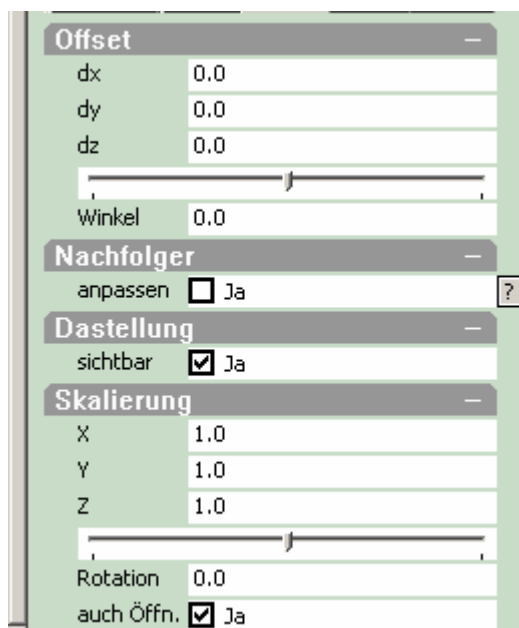 Offset
dx 0.0
dy 0.0
dz 0.0
Winkel 0.0
Nachfolger
anpassen Ja
?
Dastellung
sichtbar Ja
Skalierung
X 1.0
Y 1.0
Z 1.0
Rotation 0.0
auch Öffn. Ja